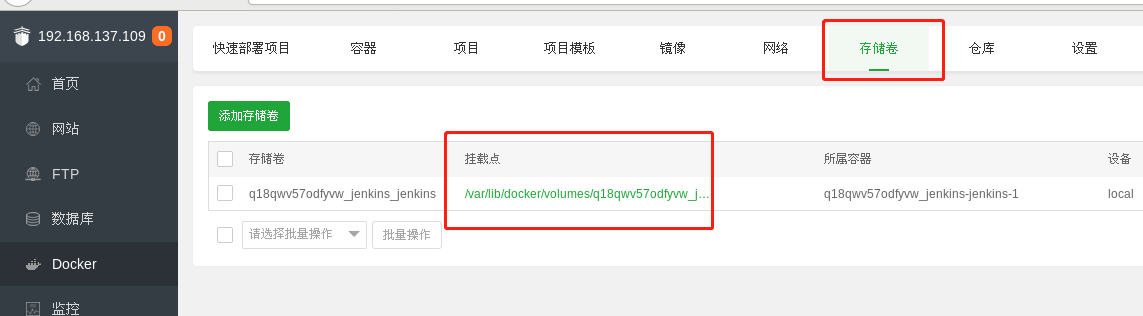 192.168.137.109 0
首页
网站
FTP
数据库
Docker
监控
快速部署项目 容器 项目 项目模板 镜像 网络 存储卷 仓库 设置
添加存储卷
存储卷 挂载点 所属容器 设备
q18qwv57odfyvw_jenkins_jenkins /var/lib/docker/volumes/q18qwv57odfyvw_j... q18qwv57odfyvw_jenkins-jenkins-1 local
请选择批量操作 批量操作